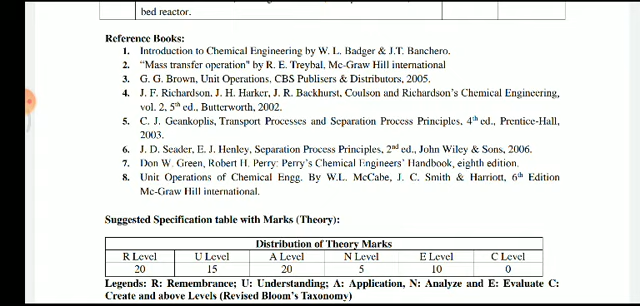 bed reactor.
Reference Books:
1. Introduction to Chemical Engineering by W. L. Badger & J.T. Banchero.
2. "Mass transfer operation" by R. E. Treybal, Mc-Graw Hill international
3. G. G. Brown, Unit Operations, CBS Publisers & Distributors, 2005.
4. J. F. Richardson, J. H. Harker, J. R. Backhurst, Coulson and Richardson's Chemical Engineering,
vol. 2, 5th ed., Butterworth, 2002.
5. C. J. Geankoplis, Transport Processes and Separation Process Principles, 4th ed., Prentice-Hall,
2003.
6. J. D. Seader, E. J. Henley, Separation Process Principles, 2nd ed., John Wiley & Sons, 2006.
7. Don W. Green, Robert H. Perry: Perry's Chemical Engineers' Handbook, eighth edition.
8. Unit Operations of Chemical Engg. By W.L. McCabe, J. C. Smith & Harriott, 6th Edition
Mc-Graw Hill international.
Suggested Specification table with Marks (Theory):
Distribution of Theory Marks
R Level U Level A Level N Level E Level C Level
20 15 20 5 10 0
Legends: R: Remembrance; U: Understanding; A: Application, N: Analyze and E: Evaluate C:
Create and above Levels (Revised Bloom's Taxonomy)